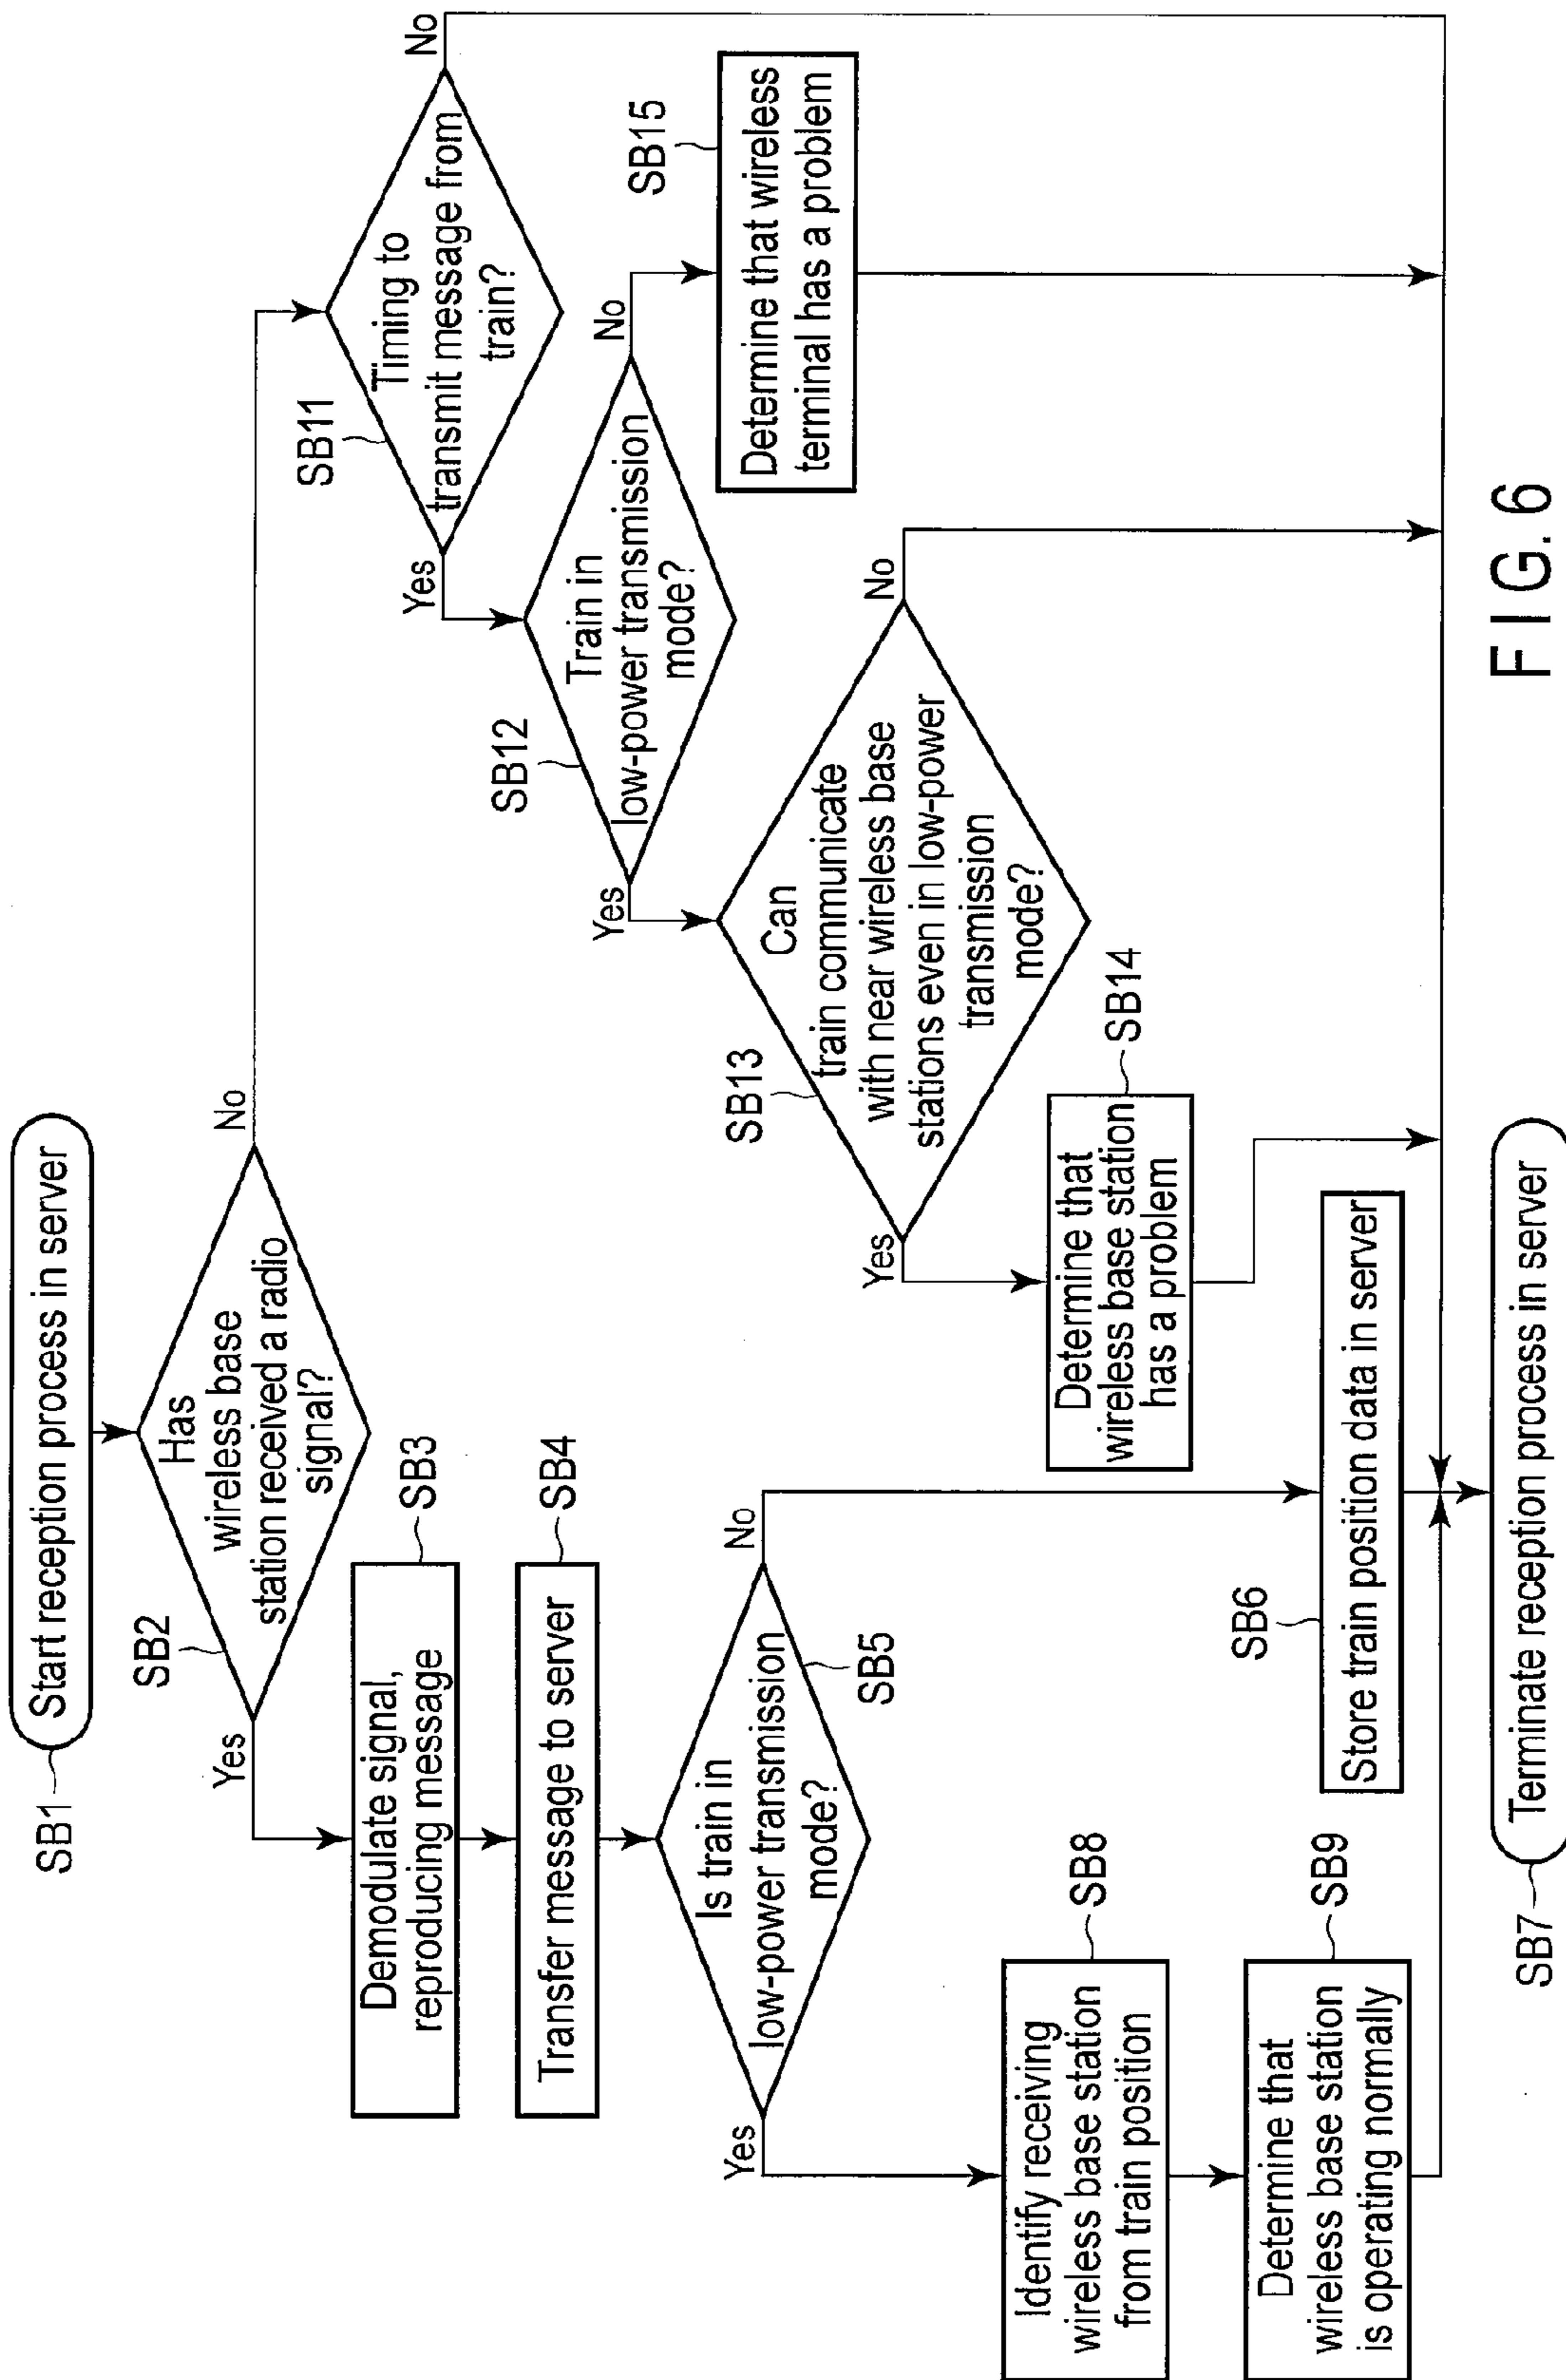 SB1
Start reception process in server
SB2
Has
wireless base
station received a radio
signal?
Yes
No
Demodulate signal,
reproducing message
SB3
Transfer message to server
SB4
Is train in
low-power transmission
mode?
SB5
Yes
No
Identify receiving
wireless base station
from train position
SB8
Determine that
wireless base station
is operating normally
SB9
SB6
Store train position data in server
SB7
Terminate reception process in server
SB11
Timing to
transmit message from
train?
Yes
No
SB12
Train in
low-power transmission
mode?
Yes
No
SB13
Can
train communicate
with near wireless base
stations even in low-power
transmission
mode?
Yes
No
Determine that
wireless base station
has a problem
SB14
SB15
Determine that wireless
terminal has a problem
FIG. 6